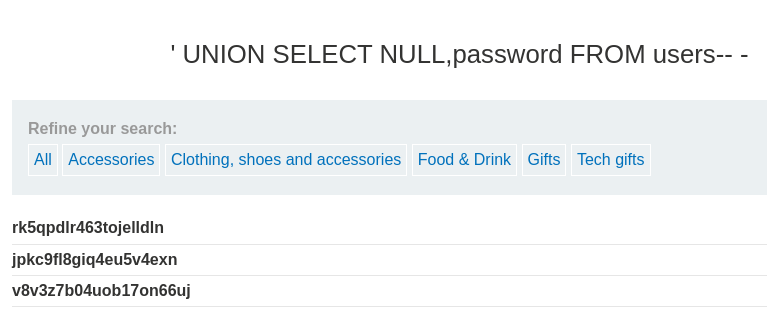 ' UNION SELECT NULL,password FROM users-- -
Refine your search:
All Accessories Clothing, shoes and accessories Food & Drink Gifts Tech gifts
rk5qpdlr463tojelldln
jpkc9fl8giq4eu5v4exn
v8v3z7b04uob17on66uj